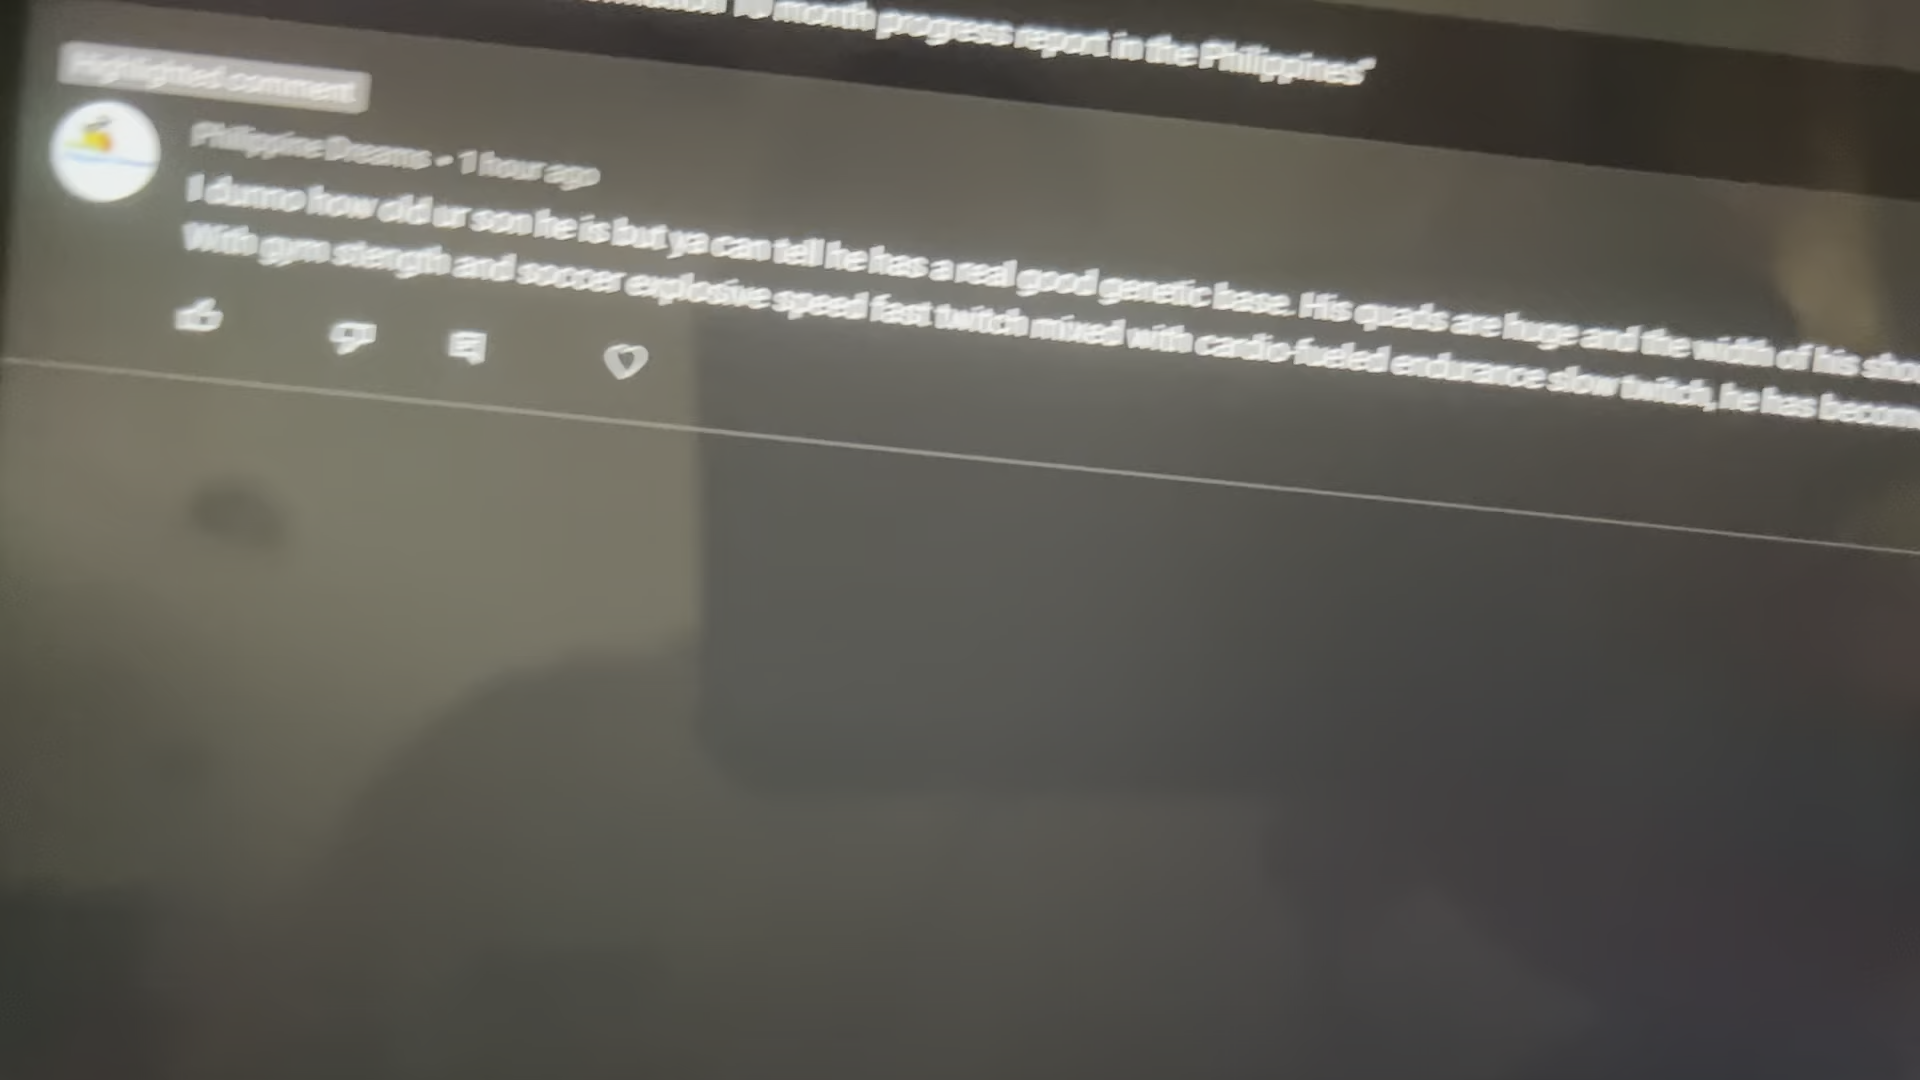 10 month progress report in the Philippines"
Highlighted comment
Philippine Dreams • 1 hour ago
I dunno how old ur son he is but ya can tell he has a real good genetic base. His quads are huge and the width of his shou
With gym stength and soccer explosive speed fast twitch mixed with cardio-fueled endurance slow twitch, he has becom